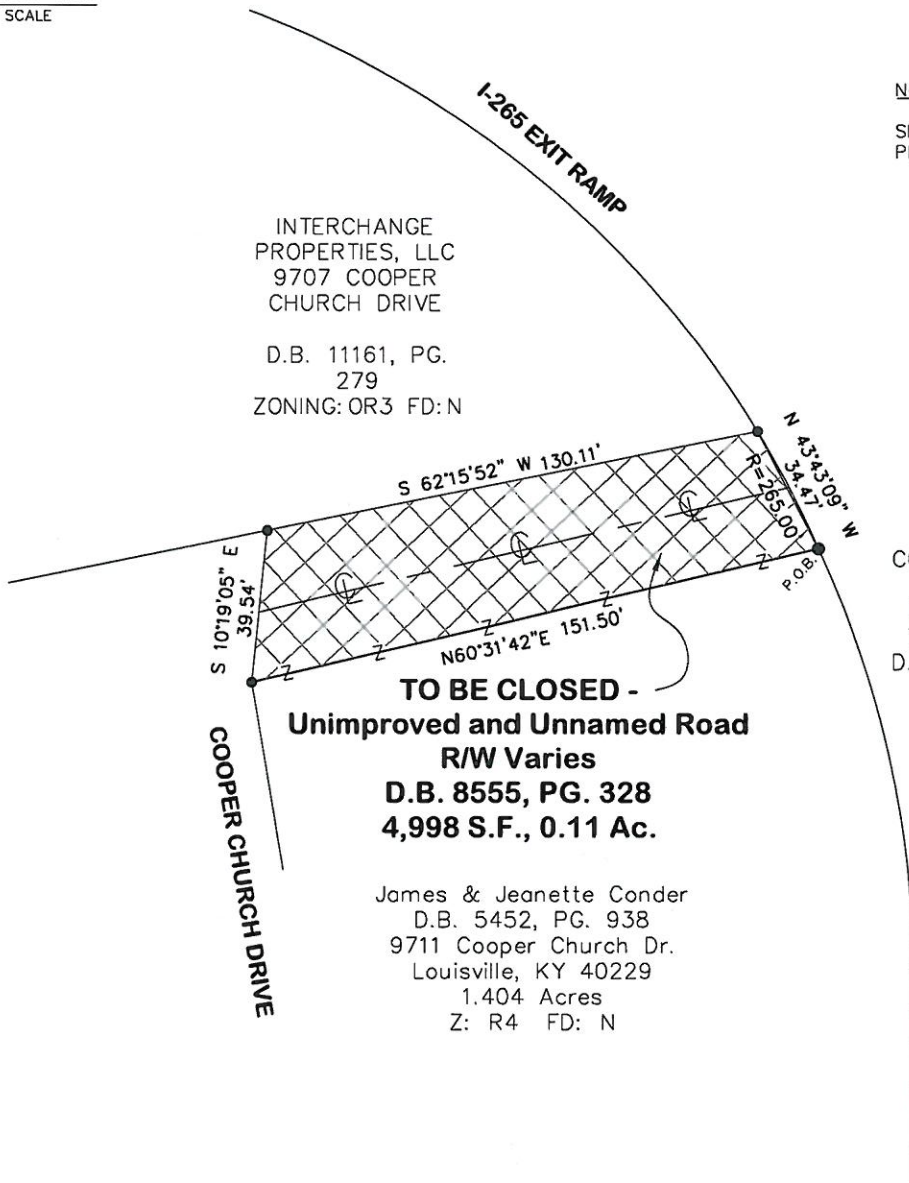 SCALE
I-265 EXIT RAMP
N
S
P
INTERCHANGE
PROPERTIES, LLC
9707 COOPER
CHURCH DRIVE
D.B. 11161, PG.
279
ZONING: OR3 FD: N
S 62°15'52" W 130.11'
N 43°43'09" W
34.47'
R=265.00'
P.O.B.
S 10°19'05" E
39.54'
℄
℄
℄
Z
Z
Z
Z
Z
N60°31'42"E 151.50'
C
D.
TO BE CLOSED -
Unimproved and Unnamed Road
R/W Varies
D.B. 8555, PG. 328
4,998 S.F., 0.11 Ac.
COOPER CHURCH DRIVE
James & Jeanette Conder
D.B. 5452, PG. 938
9711 Cooper Church Dr.
Louisville, KY 40229
1.404 Acres
Z: R4 FD: N